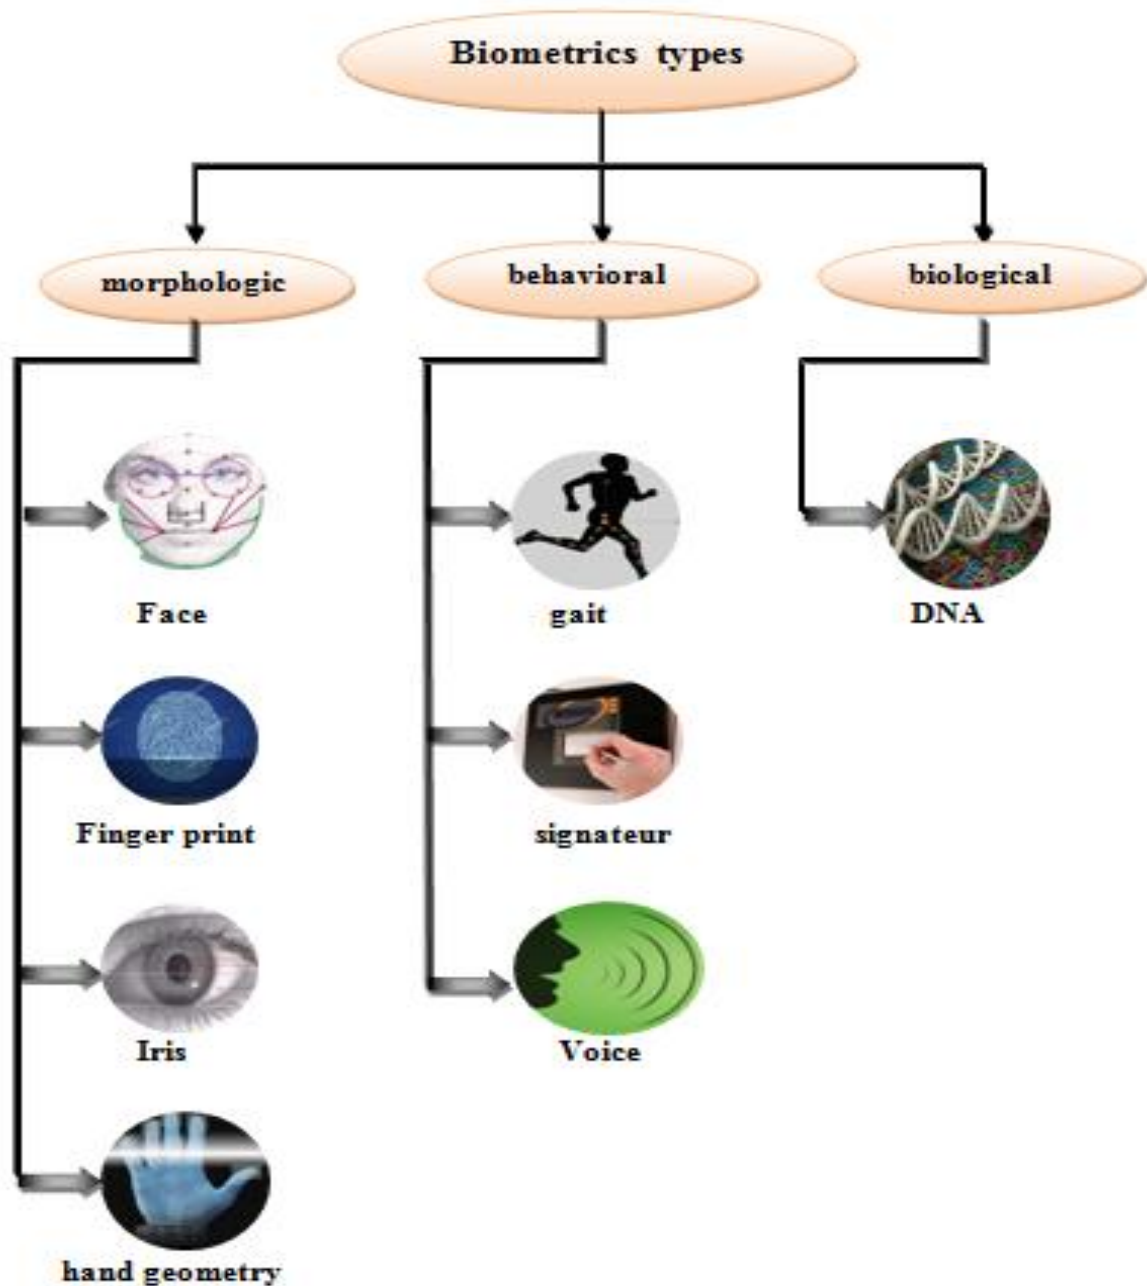 Biometrics types
morphologic
behavioral
biological
Face
gait
DNA
Finger print
signateur
Iris
Voice
hand geometry